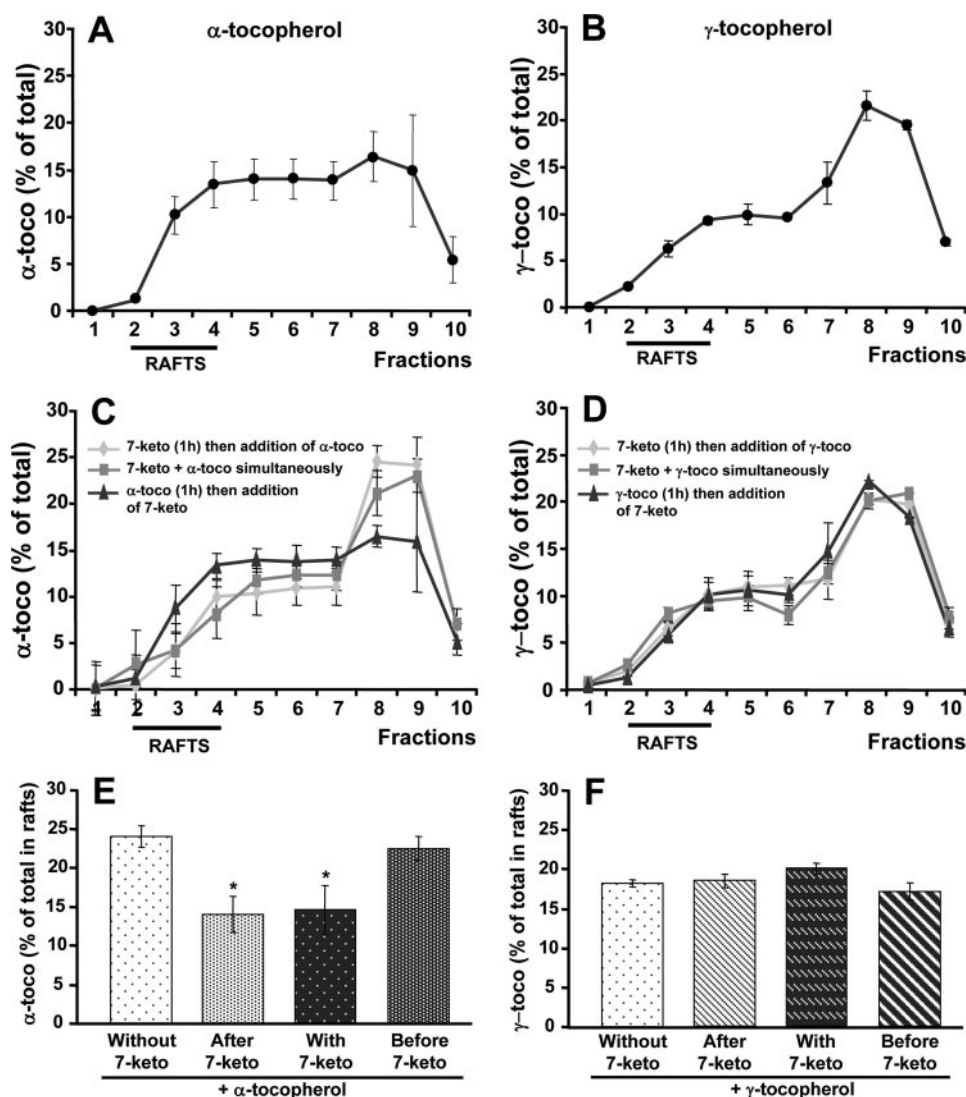 A
α-tocopherol
α-toco (% of total)
30
25
20
15
10
5
0
1 2 3 4 5 6 7 8 9 10
RAFTS
Fractions
B
γ-tocopherol
γ–toco (% of total)
30
25
20
15
10
5
0
1 2 3 4 5 6 7 8 9 10
RAFTS
Fractions
C
7-keto (1h) then addition of α-toco
7-keto + α-toco simultaneously
α-toco (1h) then addition
of 7-keto
α-toco (% of total)
30
25
20
15
10
5
0
1 2 3 4 5 6 7 8 9 10
RAFTS
Fractions
D
7-keto (1h) then addition of γ-toco
7-keto + γ-toco simultaneously
γ-toco (1h) then addition
of 7-keto
γ–toco (% of total)
30
25
20
15
10
5
0
1 2 3 4 5 6 7 8 9 10
RAFTS
Fractions
E
α-toco (% of total in rafts)
30
25
20
15
10
5
0
* *
Without After With Before
7-keto 7-keto 7-keto 7-keto
+ α-tocopherol
F
γ–toco (% of total in rafts)
30
25
20
15
10
5
0
Without After With Before
7-keto 7-keto 7-keto 7-keto
+ γ-tocopherol